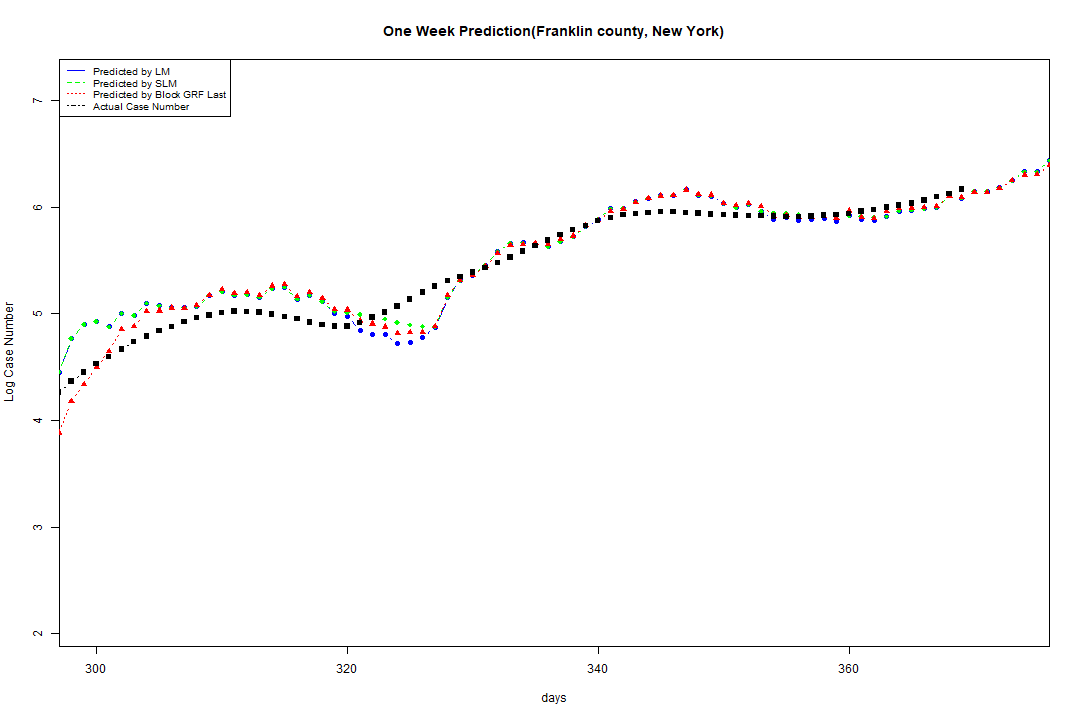 One Week Prediction(Franklin county, New York)
Predicted by LM
Predicted by SLM
Predicted by Block GRF Last
Actual Case Number
7
6
5
4
3
2
Log Case Number
300 320 340 360
days